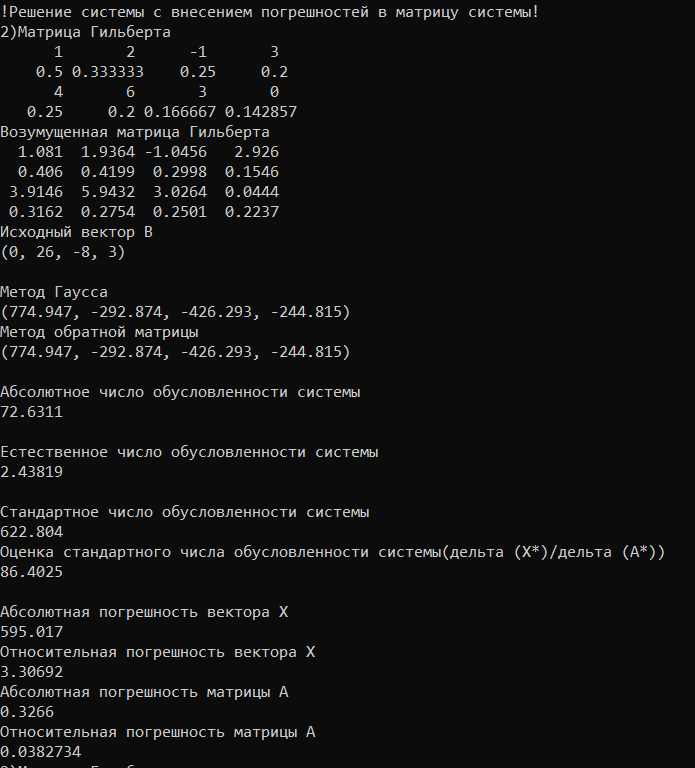 !Решение системы с внесением погрешностей в матрицу системы!
2)Матрица Гильберта
1 2 -1 3
0.5 0.333333 0.25 0.2
4 6 3 0
0.25 0.2 0.166667 0.142857
Возумущенная матрица Гильберта
1.081 1.9364 -1.0456 2.926
0.406 0.4199 0.2998 0.1546
3.9146 5.9432 3.0264 0.0444
0.3162 0.2754 0.2501 0.2237
Исходный вектор B
(0, 26, -8, 3)
Метод Гаусса
(774.947, -292.874, -426.293, -244.815)
Метод обратной матрицы
(774.947, -292.874, -426.293, -244.815)
Абсолютное число обусловленности системы
72.6311
Естественное число обусловленности системы
2.43819
Стандартное число обусловленности системы
622.804
Оценка стандартного числа обусловленности системы(дельта (X*)/дельта (A*))
86.4025
Абсолютная погрешность вектора X
595.017
Относительная погрешность вектора X
3.30692
Абсолютная погрешность матрицы A
0.3266
Относительная погрешность матрицы A
0.0382734